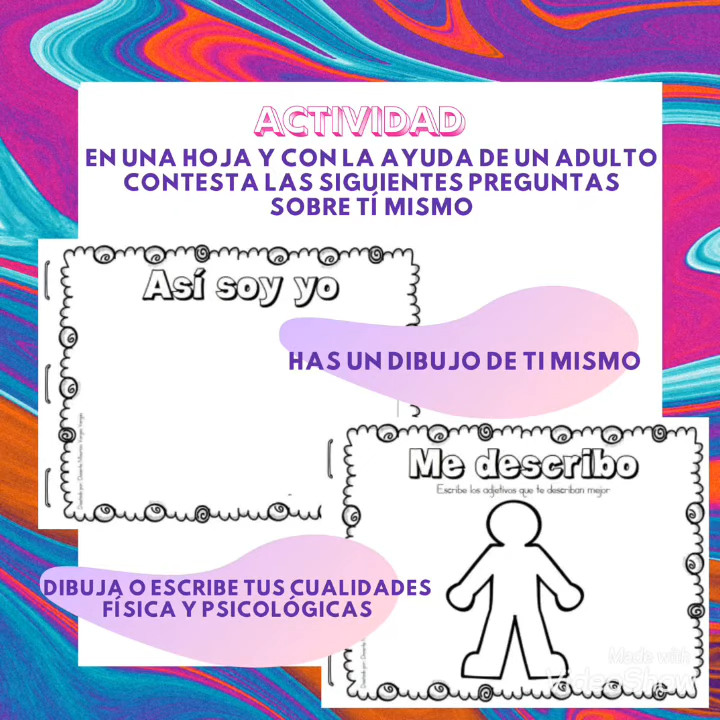 ACTIVIDAD
EN UNA HOJA Y CON LA AYUDA DE UN ADULTO
CONTESTA LAS SIGUIENTES PREGUNTAS
SOBRE TÍ MISMO
Así soy yo
HAS UN DIBUJO DE TI MISMO
Me describo
Escribe los adjetivos que te describan mejor
DIBUJA O ESCRIBE TUS CUALIDADES
FÍSICA Y PSICOLÓGICAS
Made with
VideoShow